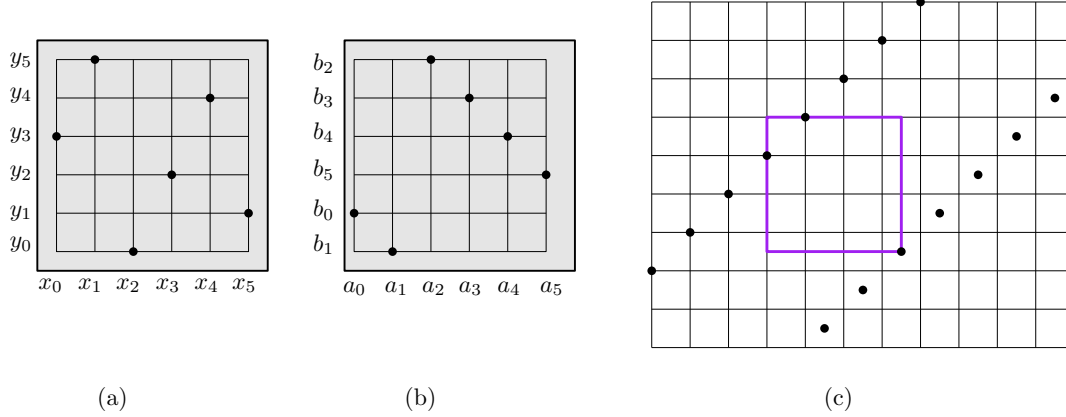 y₅
y₄
y₃
y₂
y₁
y₀
x₀ x₁ x₂ x₃ x₄ x₅
b₂
b₃
b₄
b₅
b₀
b₁
a₀ a₁ a₂ a₃ a₄ a₅
(a) (b) (c)